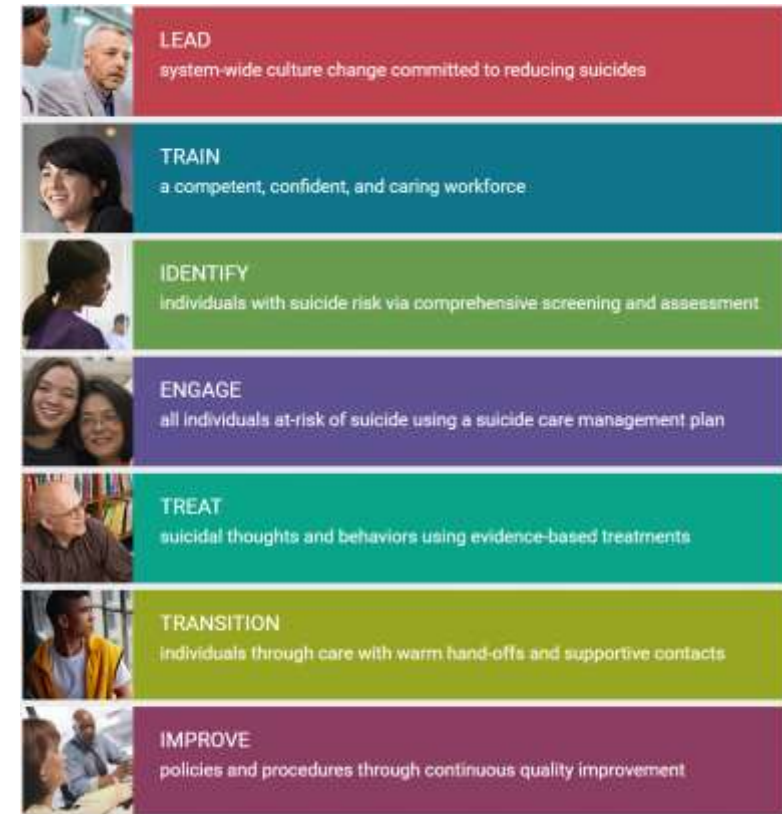 LEAD
system-wide culture change committed to reducing suicides
TRAIN
a competent, confident, and caring workforce
IDENTIFY
individuals with suicide risk via comprehensive screening and assessment
ENGAGE
all individuals at-risk of suicide using a suicide care management plan
TREAT
suicidal thoughts and behaviors using evidence-based treatments
TRANSITION
individuals through care with warm hand-offs and supportive contacts
IMPROVE
policies and procedures through continuous quality improvement